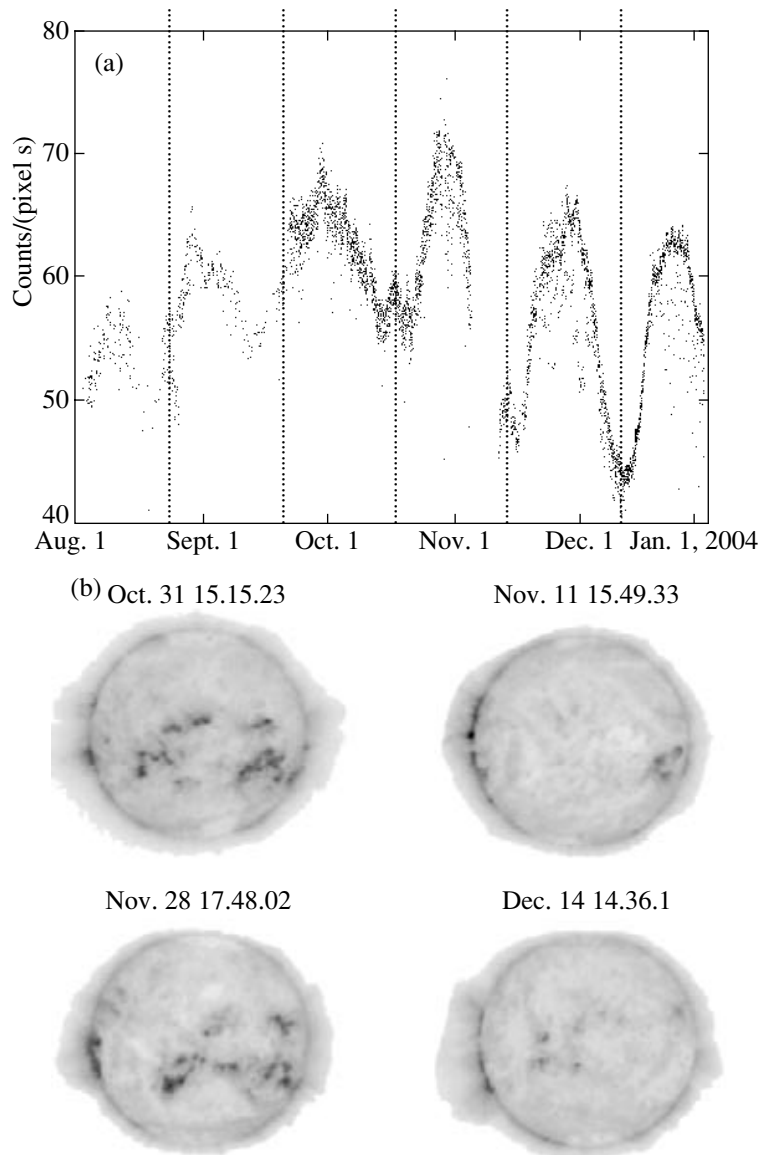 80
(a)
70
Counts/(pixel s)
60
50
40
Aug. 1 Sept. 1 Oct. 1 Nov. 1 Dec. 1 Jan. 1, 2004
(b) Oct. 31 15.15.23 Nov. 11 15.49.33
Nov. 28 17.48.02 Dec. 14 14.36.1